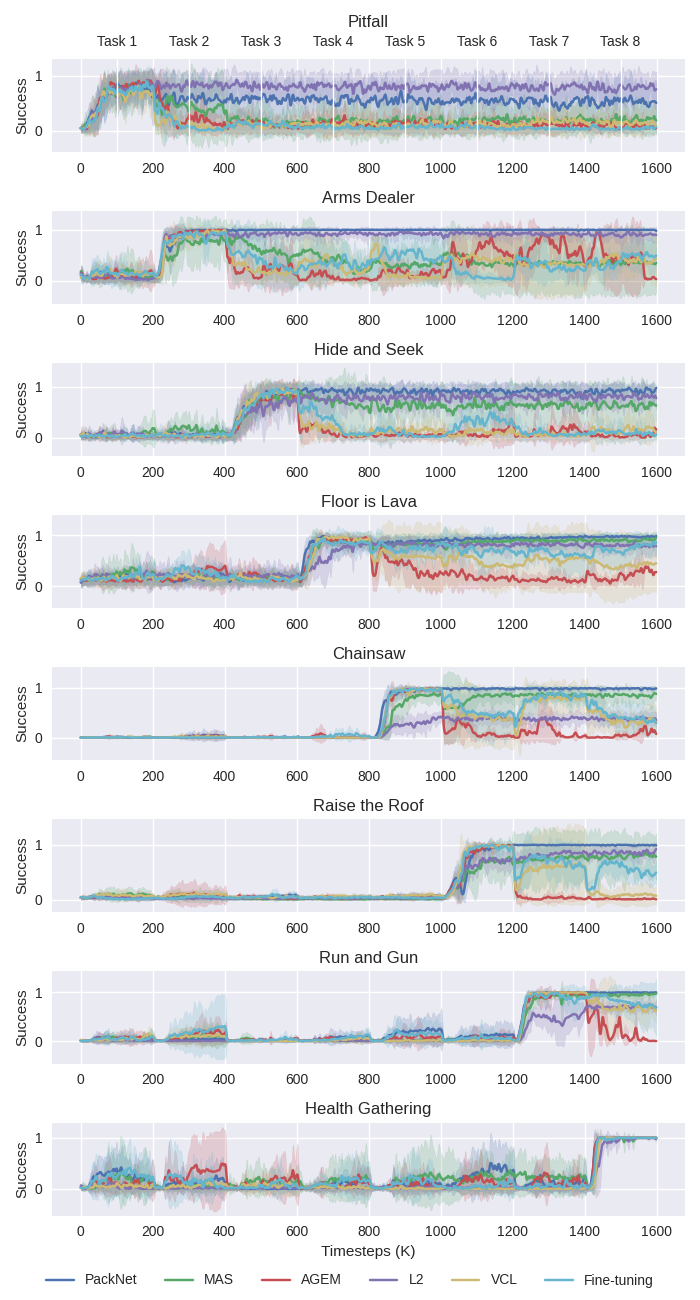 Pitfall
Task 1 Task 2 Task 3 Task 4 Task 5 Task 6 Task 7 Task 8
Success
1
0
0 200 400 600 800 1000 1200 1400 1600
Arms Dealer
Success
1
0
0 200 400 600 800 1000 1200 1400 1600
Hide and Seek
Success
1
0
0 200 400 600 800 1000 1200 1400 1600
Floor is Lava
Success
1
0
0 200 400 600 800 1000 1200 1400 1600
Chainsaw
Success
1
0
0 200 400 600 800 1000 1200 1400 1600
Raise the Roof
Success
1
0
0 200 400 600 800 1000 1200 1400 1600
Run and Gun
Success
1
0
0 200 400 600 800 1000 1200 1400 1600
Health Gathering
Success
1
0
0 200 400 600 800 1000 1200 1400 1600
Timesteps (K)
PackNet MAS AGEM L2 VCL Fine-tuning